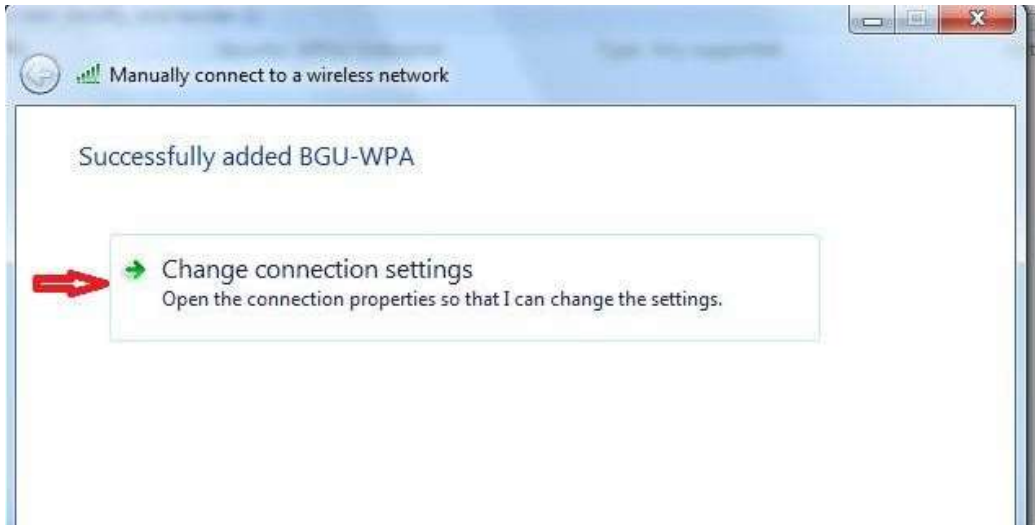 Manually connect to a wireless network
Successfully added BGU-WPA
Change connection settings
Open the connection properties so that I can change the settings.